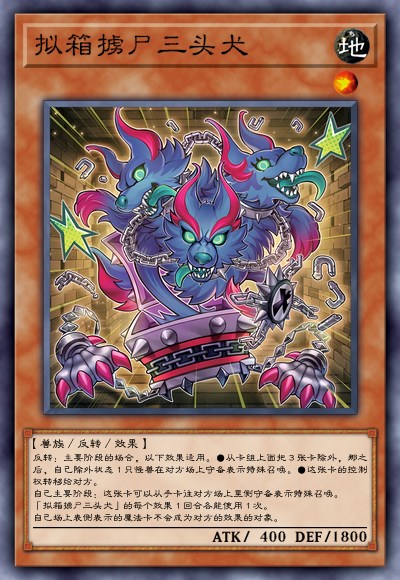 拟箱掳尸三头犬
地
【兽族／反转／效果】
反转：主要阶段的场合，以下效果适用。●从卡组上面把3张卡除外，那之
后，自己除外状态1只怪兽在对方场上守备表示特殊召唤。●这张卡的控制
权转移给对方。
自己主要阶段：这张卡可以从手卡往对方场上里侧守备表示特殊召唤。
「拟箱掳尸三头犬」的每个效果1回合各能使用1次。
自己场上表侧表示的魔法卡不会成为对方的效果的对象。
ATK/ 400 DEF/1800